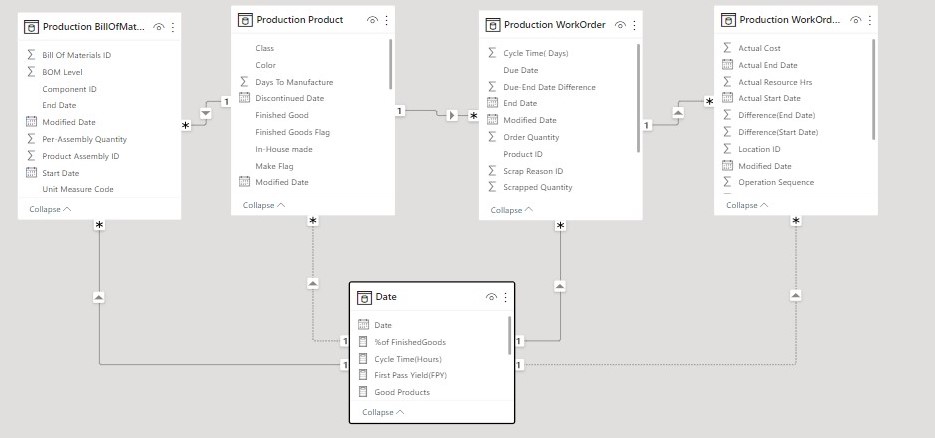 Production BillOfMat...
Bill Of Materials ID
BOM Level
Component ID
End Date
Modified Date
Per-Assembly Quantity
Product Assembly ID
Start Date
Unit Measure Code
Collapse
Production Product
Class
Color
Days To Manufacture
Discontinued Date
Finished Good
Finished Goods Flag
In-House made
Make Flag
Modified Date
Collapse
Production WorkOrder
Cycle Time( Days)
Due Date
Due-End Date Difference
End Date
Modified Date
Order Quantity
Product ID
Scrap Reason ID
Scrapped Quantity
Collapse
Production WorkOrd...
Actual Cost
Actual End Date
Actual Resource Hrs
Actual Start Date
Difference(End Date)
Difference(Start Date)
Location ID
Modified Date
Operation Sequence
Collapse
1
*
1
*
1
*
*
*
*
*
Date
Date
%of FinishedGoods
Cycle Time(Hours)
First Pass Yield(FPY)
Good Products
Collapse
1
1
1
1